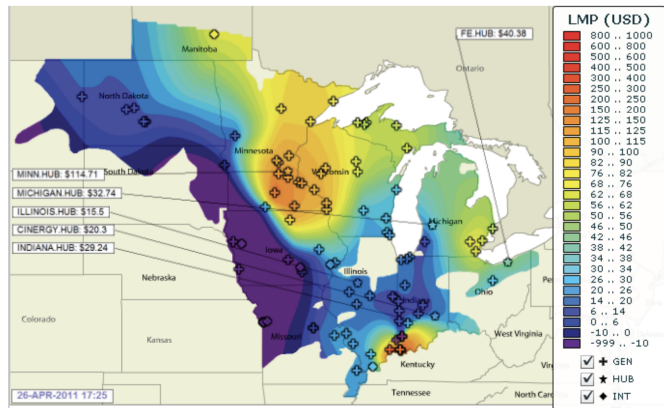 FE.HUB: $40.38
Manitoba
Ontario
North Dakota
Minnesota
South Dakota
Wisconsin
MINN.HUB: $114.71
MICHIGAN.HUB: $32.74
ILLINOIS.HUB: $15.5
CINERGY.HUB: $20.3
INDIANA.HUB: $29.24
Michigan
Iowa
Nebraska
Illinois
Indiana
Ohio
Colorado
Kansas
Missouri
West Virginia
Kentucky
Tennessee
North Car
26-APR-2011 17:25
LMP (USD)
800 .. 1000
600 .. 800
500 .. 600
400 .. 500
300 .. 400
250 .. 300
200 .. 250
150 .. 200
125 .. 150
115 .. 125
100 .. 115
90 .. 100
82 .. 90
76 .. 82
68 .. 76
62 .. 68
56 .. 62
50 .. 56
46 .. 50
42 .. 46
38 .. 42
34 .. 38
30 .. 34
26 .. 30
20 .. 26
14 .. 20
6 .. 14
0 .. 6
-10 .. 0
-999 .. -10
GEN
HUB
INT